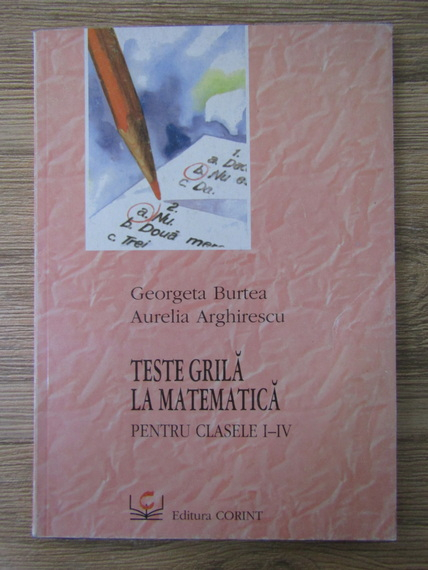 1.
a. Da
b. Nu
c. Da.
2.
a. Nu.
b. Două
c. Trei
Georgeta Burtea
Aurelia Arghirescu
TESTE GRILĂ
LA MATEMATICĂ
PENTRU CLASELE I–IV
Editura CORINT